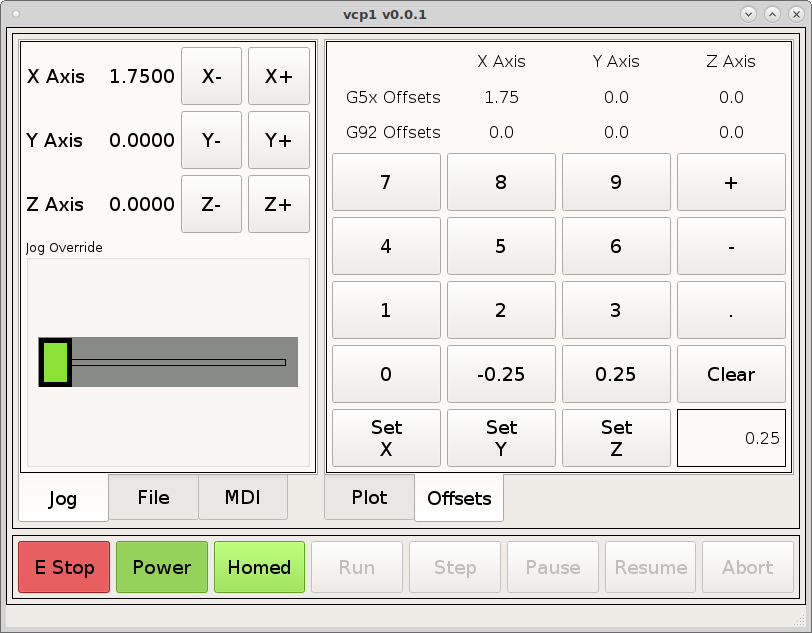 vcp1 v0.0.1
X Axis 1.7500 X- X+
Y Axis 0.0000 Y- Y+
Z Axis 0.0000 Z- Z+
Jog Override
Jog File MDI
X Axis Y Axis Z Axis
G5x Offsets 1.75 0.0 0.0
G92 Offsets 0.0 0.0 0.0
7 8 9 +
4 5 6 -
1 2 3 .
0 -0.25 0.25 Clear
Set Set Set
X Y Z 0.25
Plot Offsets
E Stop Power Homed Run Step Pause Resume Abort